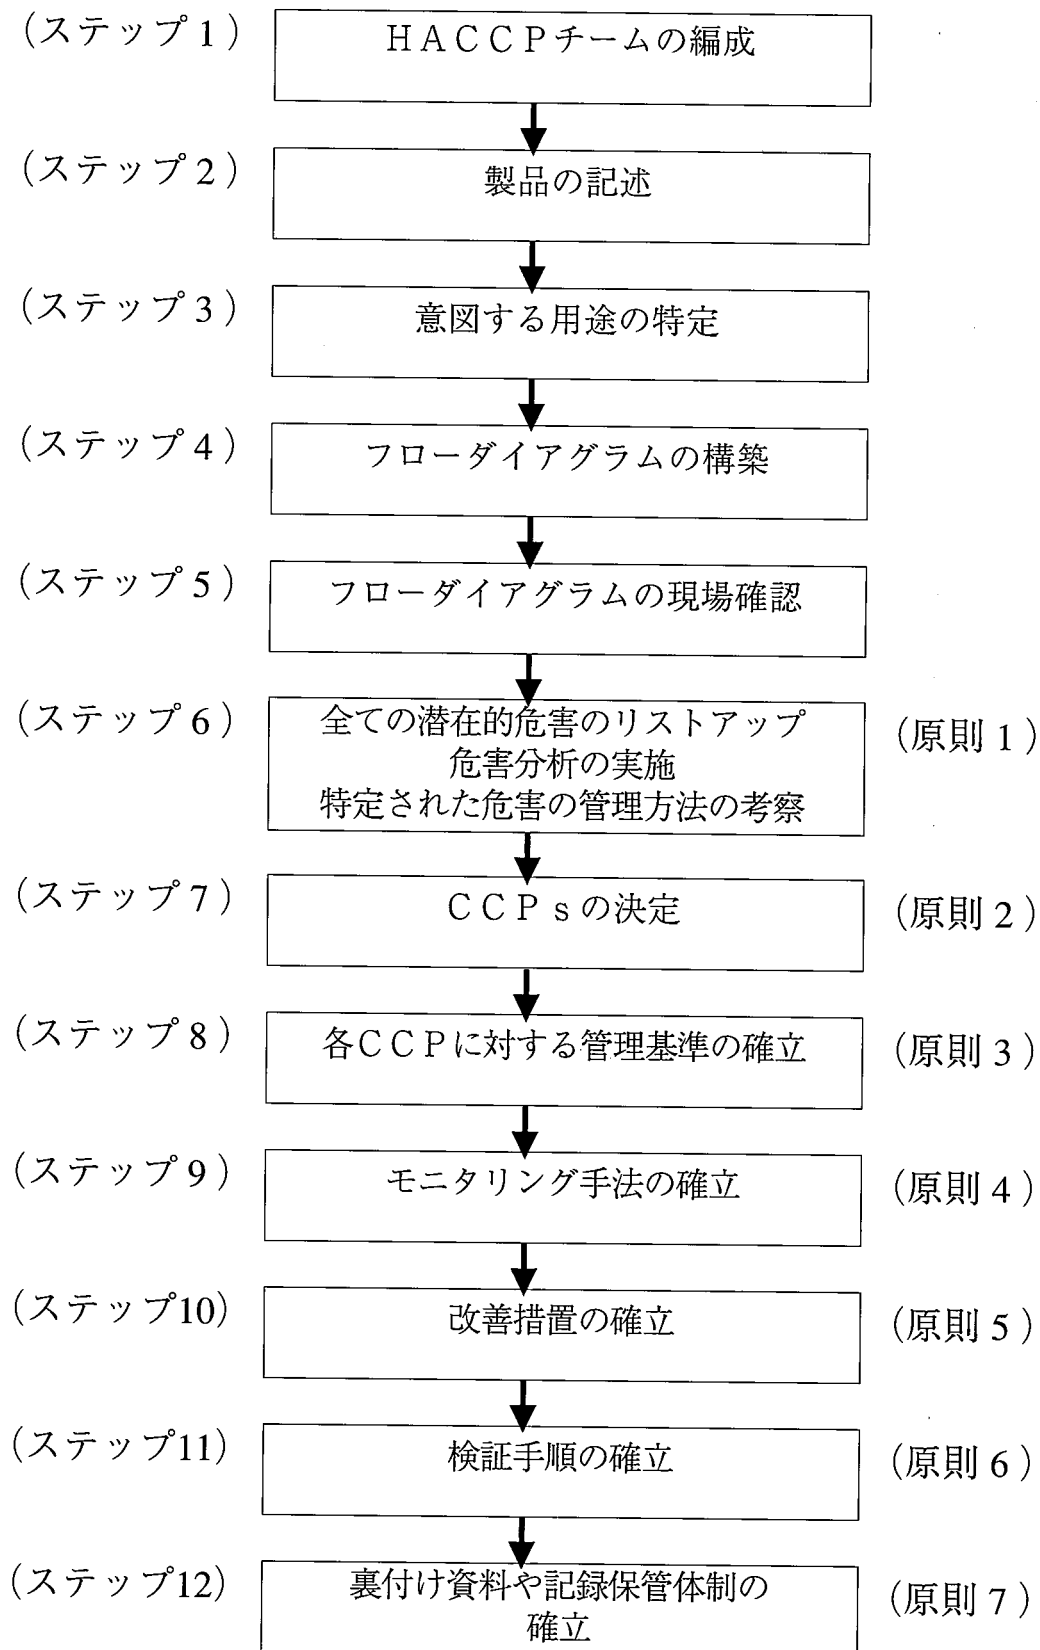 (ステップ1) HACCPチームの編成
(ステップ2) 製品の記述
(ステップ3) 意図する用途の特定
(ステップ4) フローダイアグラムの構築
(ステップ5) フローダイアグラムの現場確認
(ステップ6) 全ての潜在的危害のリストアップ (原則1)
危害分析の実施
特定された危害の管理方法の考察
(ステップ7) CCPsの決定 (原則2)
(ステップ8) 各CCPに対する管理基準の確立 (原則3)
(ステップ9) モニタリング手法の確立 (原則4)
(ステップ10) 改善措置の確立 (原則5)
(ステップ11) 検証手順の確立 (原則6)
(ステップ12) 裏付け資料や記録保管体制の (原則7)
確立